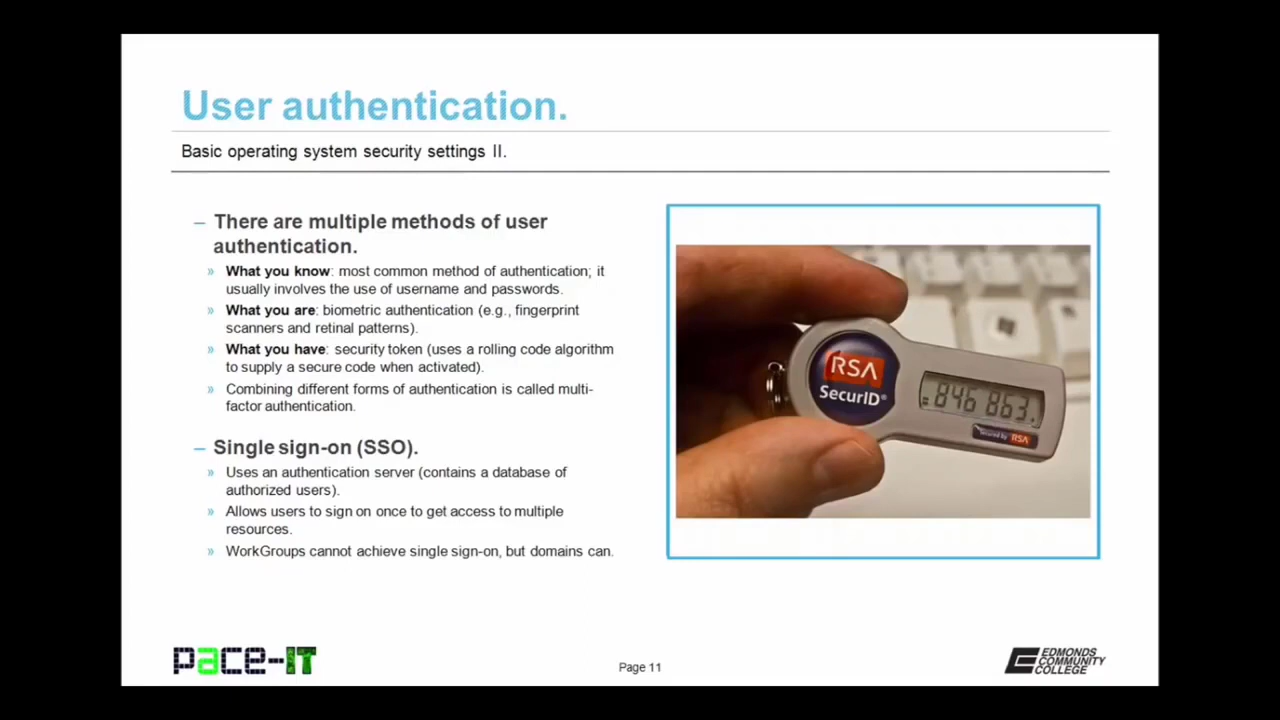 User authentication.
Basic operating system security settings II.
– There are multiple methods of user
authentication.
» What you know: most common method of authentication; it
usually involves the use of username and passwords.
» What you are: biometric authentication (e.g., fingerprint
scanners and retinal patterns).
» What you have: security token (uses a rolling code algorithm
to supply a secure code when activated).
» Combining different forms of authentication is called multi-
factor authentication.
– Single sign-on (SSO).
» Uses an authentication server (contains a database of
authorized users).
» Allows users to sign on once to get access to multiple
resources.
» WorkGroups cannot achieve single sign-on, but domains can.
RSA
SecurID®
846 863
Secured by RSA
pace-IT
Page 11
EDMONDS
COMMUNITY
COLLEGE